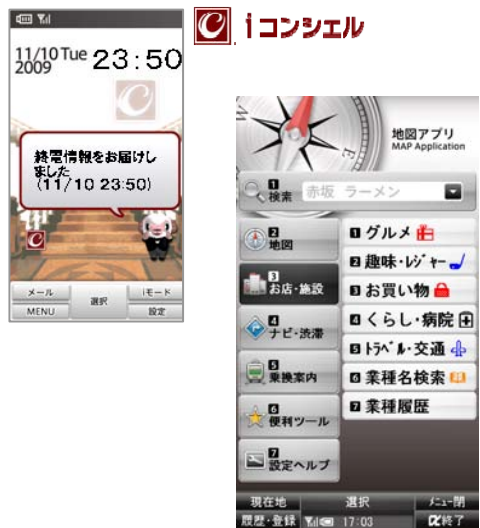 iコンシェル
11/10 Tue 23:50
2009
終電情報をお届けし
ました
(11/10 23:50)
メール
選択
iモード
MENU
設定
地図アプリ
MAP Application
1 検索
赤坂 ラーメン
2 地図
3 お店・施設
4 ナビ・渋滞
5 乗換案内
6 便利ツール
7 設定ヘルプ
1 グルメ
2 趣味・ﾚｼﾞｬｰ
3 お買い物
4 くらし・病院
5 ﾄﾗﾍﾞﾙ・交通
6 業種名検索
7 業種履歴
現在地
選択
ﾒﾆｭｰ閉
履歴・登録
17:03
α終了